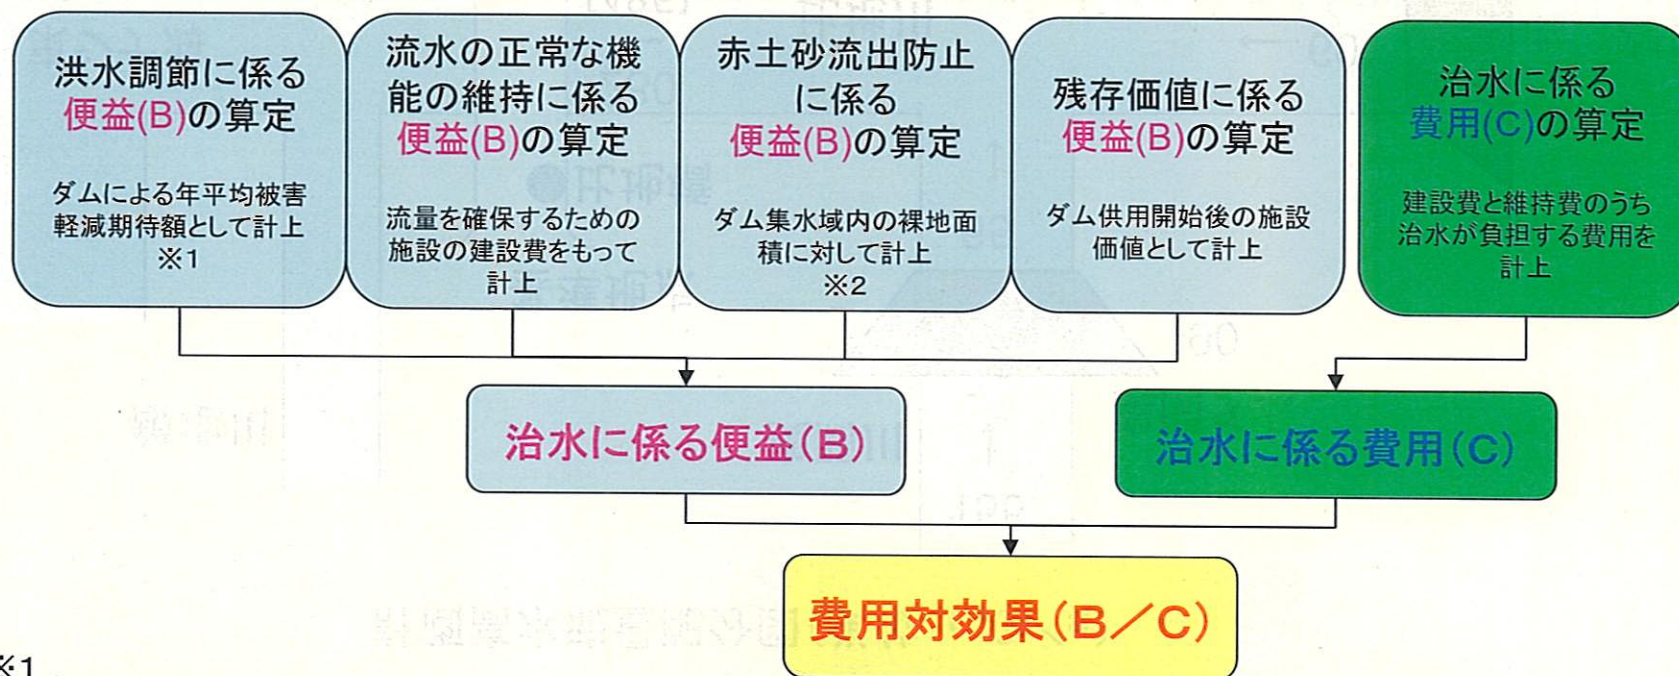 洪水調節に係る
便益(B)の算定
ダムによる年平均被害
軽減期待額として計上
※1
流水の正常な機
能の維持に係る
便益(B)の算定
流量を確保するための
施設の建設費をもって
計上
赤土砂流出防止
に係る
便益(B)の算定
ダム集水域内の裸地面
積に対して計上
※2
残存価値に係る
便益(B)の算定
ダム供用開始後の施設
価値として計上
治水に係る
費用(C)の算定
建設費と維持費のうち
治水が負担する費用を
計上
治水に係る便益(B)
治水に係る費用(C)
費用対効果(B/C)
※1